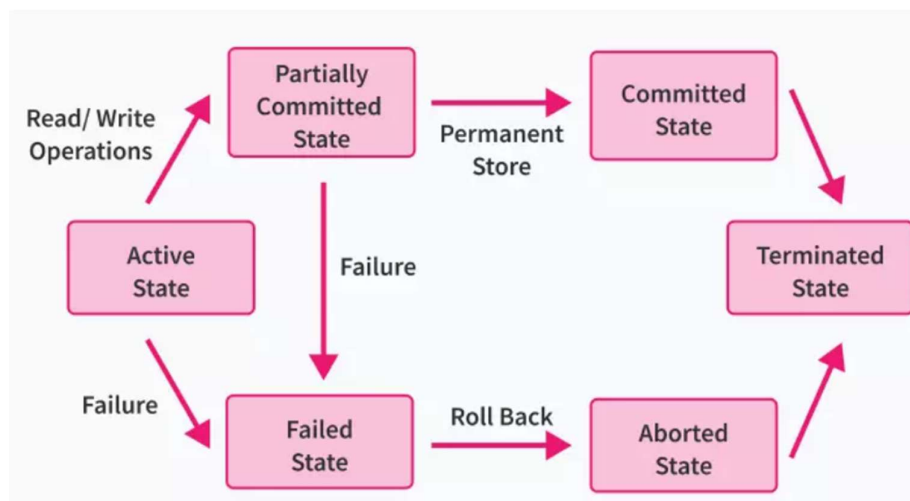 Partially
Committed
State
Committed
State
Read/ Write
Operations
Permanent
Store
Active
State
Failure
Terminated
State
Failure
Failed
State
Roll Back
Aborted
State